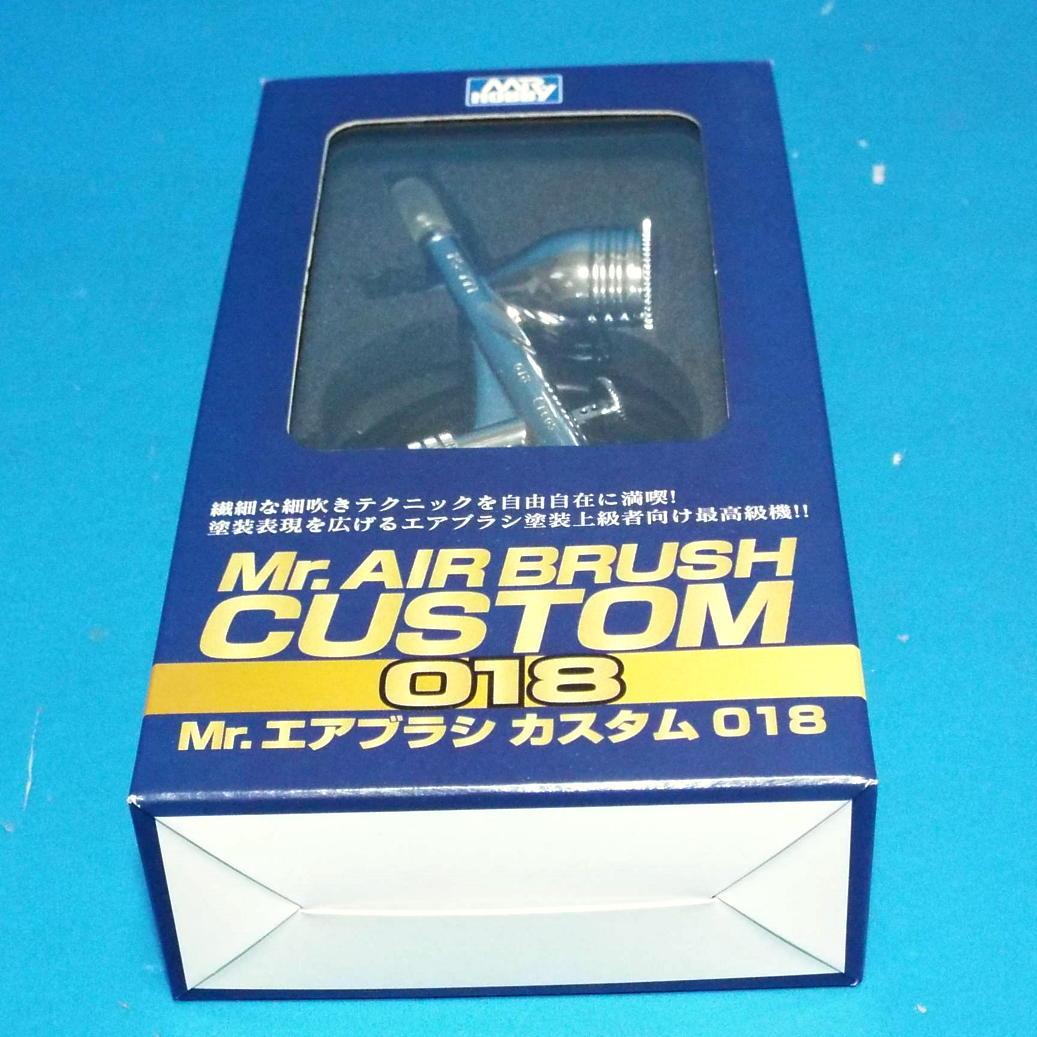 MR HOBBY
繊細な細吹きテクニックを自由自在に満喫!
塗装表現を広げるエアブラシ塗装上級者向け最高級機!!
Mr. AIR BRUSH
CUSTOM
018
Mr. エアブラシ カスタム 018